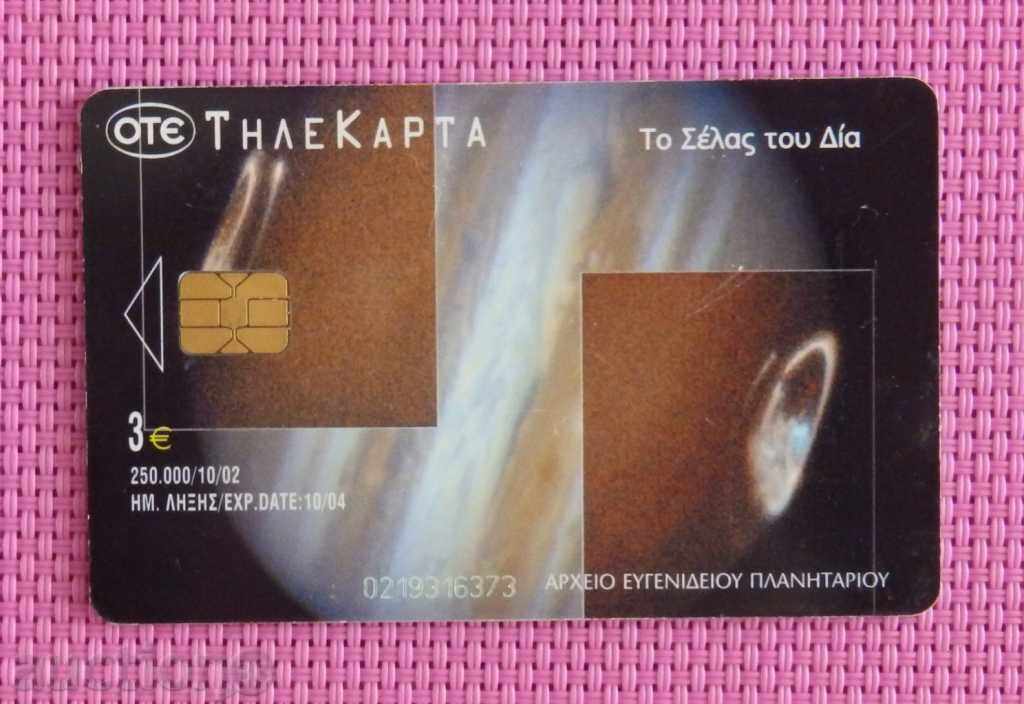 ΟΤΕ ΤΗΛΕΚΑΡΤΑ
Το Σέλας του Δία
3€
250.000/10/02
ΗΜ. ΛΗΞΗΣ/EXP.DATE:10/04
0219316373
ΑΡΧΕΙΟ ΕΥΓΕΝΙΔΕΙΟΥ ΠΛΑΝΗΤΑΡΙΟΥ